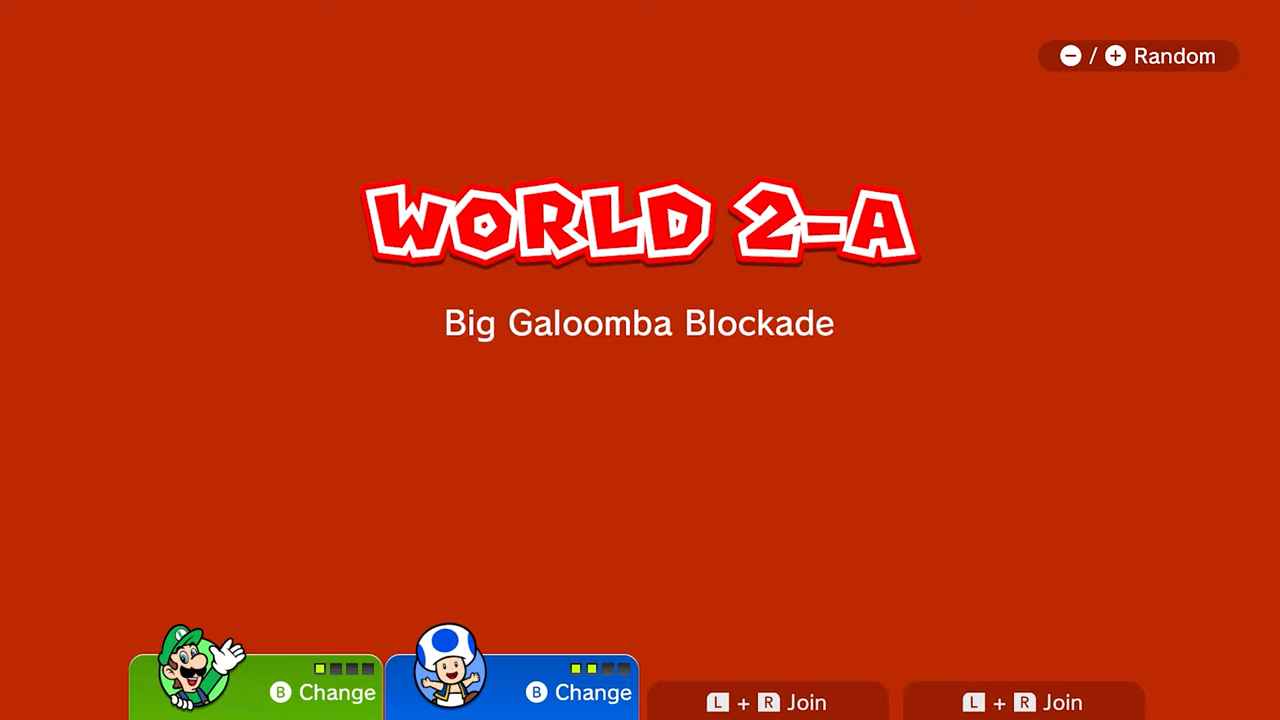 - / + Random
WORLD 2-A
Big Galoomba Blockade
L
B Change
B Change
L + R Join
L + R Join